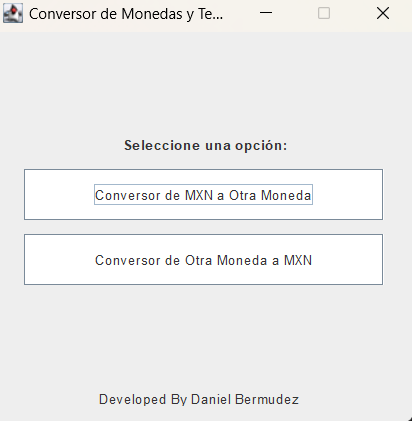 Conversor de Monedas y Te...
Seleccione una opción:
Conversor de MXN a Otra Moneda
Conversor de Otra Moneda a MXN
Developed By Daniel Bermudez